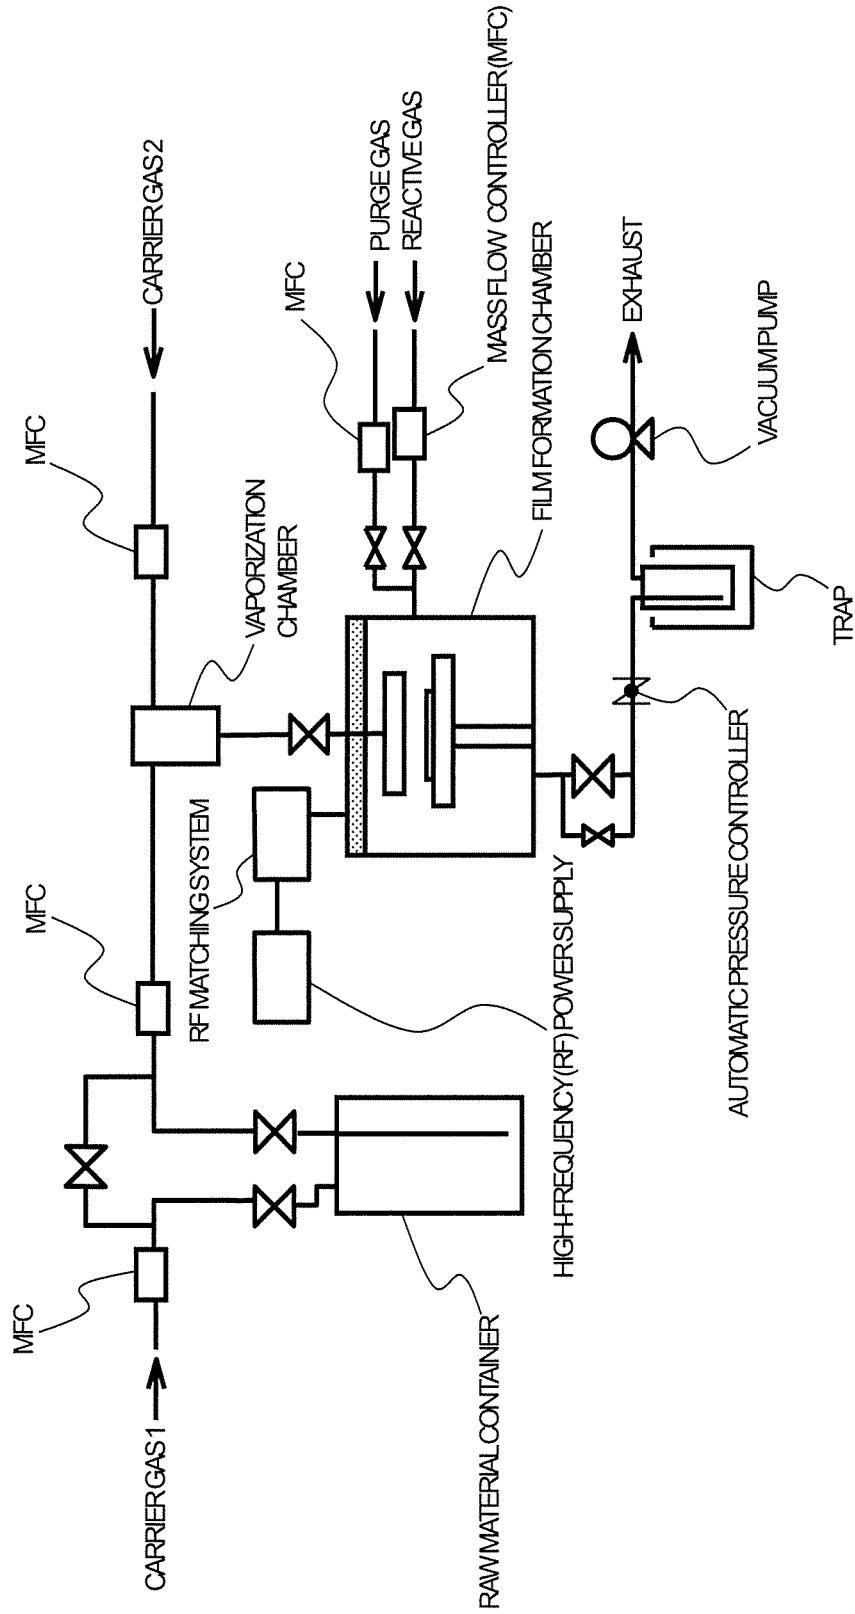 CARRIER GAS 1
MFC
MFC
MFC
CARRIER GAS 2
VAPORIZATION
CHAMBER
RF MATCHING SYSTEM
MFC
PURGE GAS
REACTIVE GAS
MASS FLOW CONTROLLER (MFC)
FILM FORMATION CHAMBER
RAW MATERIAL CONTAINER
HIGH-FREQUENCY (RF) POWER SUPPLY
EXHAUST
AUTOMATIC PRESSURE CONTROLLER
VACUUM PUMP
TRAP